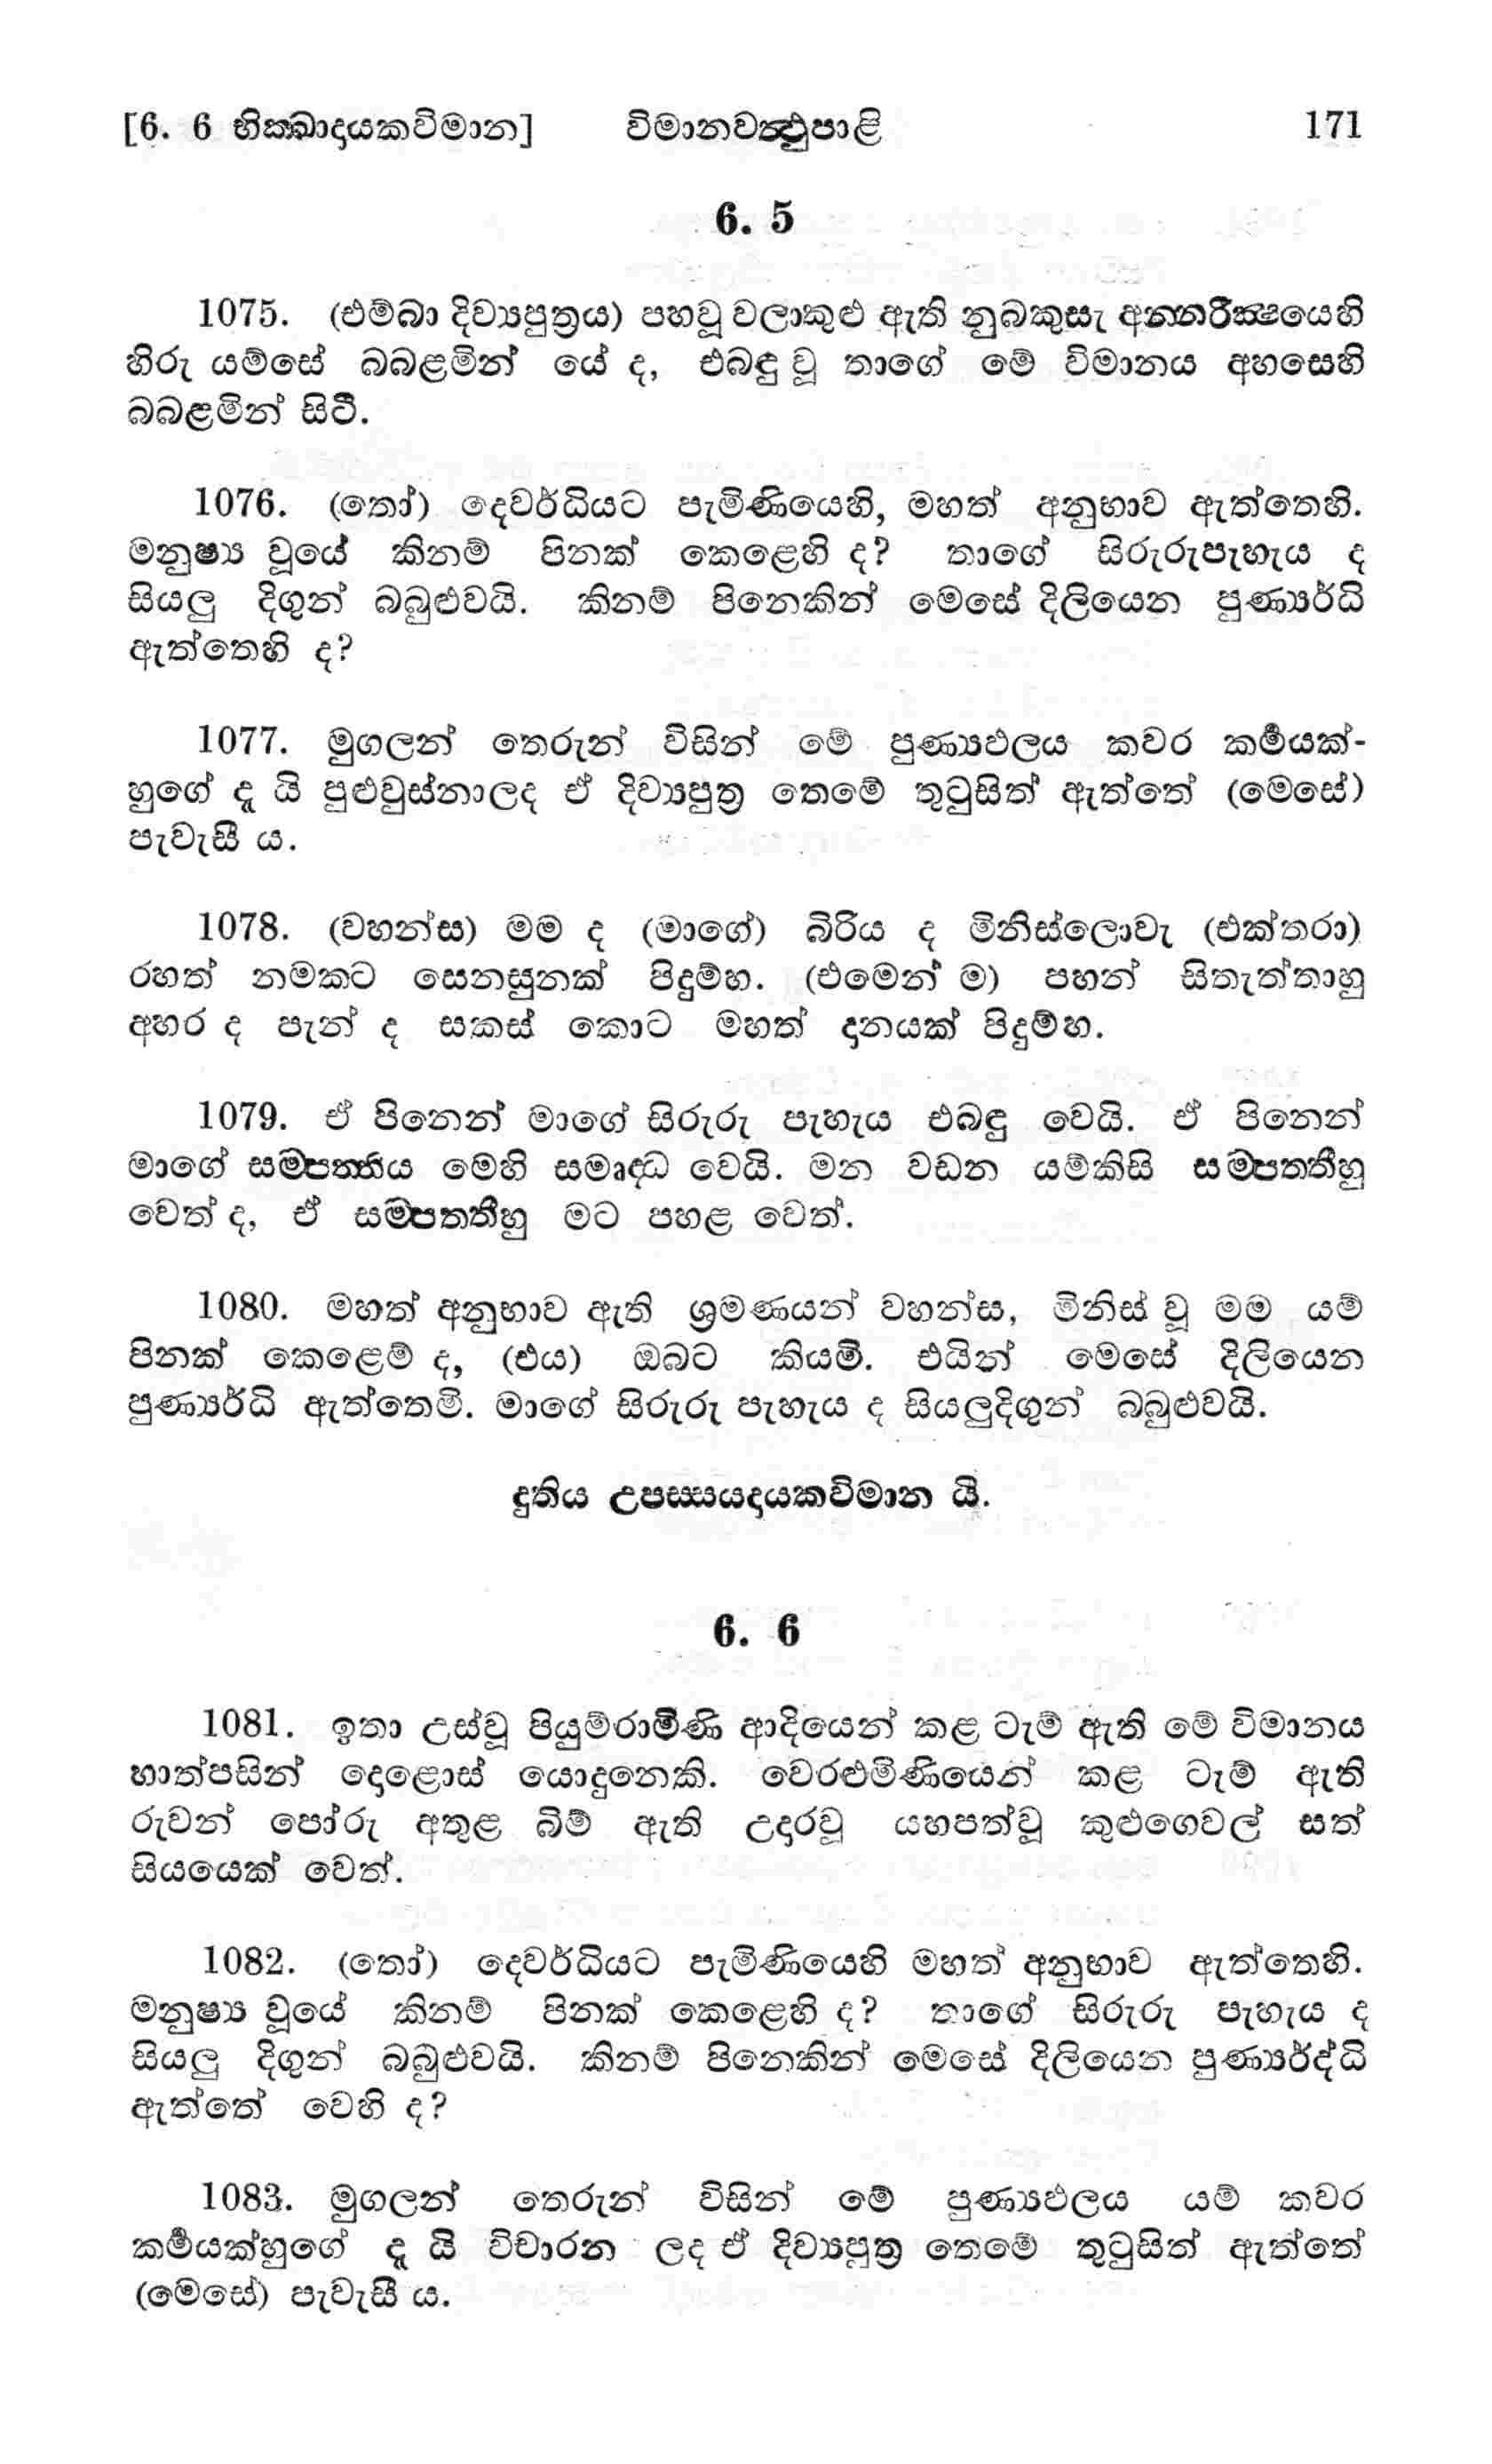 [6. 6 භික්ඛාදායකවිමාන] විමානවත්ථුපාළි 171
6. 5
1075. (එම්බා දිව්‍යපුත්‍රය) පහවූ වලාකුළු ඇති නුබකුසැ අන්තරීක්ෂයෙහි
හිරු යම්සේ බබළමින් යේ ද, එබඳු වූ තාගේ මේ විමානය අහසෙහි
බබළමින් සිටී.
1076. (තෝ) දෙවර්ධියට පැමිණියෙහි, මහත් අනුභාව ඇත්තෙහි.
මනුෂ්‍ය වූයේ කිනම් පිනක් කෙළෙහි ද? තාගේ සිරුරුපැහැය ද
සියලු දිගුන් බබුළුවයි. කිනම් පිනෙකින් මෙසේ දිලියෙන පුණ්‍යර්ධි
ඇත්තෙහි ද?
1077. මුගලන් තෙරුන් විසින් මේ පුණ්‍යඵලය කවර කර්‍මයක්-
හුගේ දැ යි පුළුවුස්නාලද ඒ දිව්‍යපුත්‍ර තෙමේ තුටුසිත් ඇත්තේ (මෙසේ)
පැවැසී ය.
1078. (වහන්ස) මම ද (මාගේ) බිරිය ද මිනිස්ලොවැ (එක්තරා)
රහත් නමකට සෙනසුනක් පිදුම්හ. (එමෙන් ම) පහන් සිතැත්තාහු
අහර ද පැන් ද සකස් කොට මහත් දානයක් පිදුම්හ.
1079. ඒ පිනෙන් මාගේ සිරුරු පැහැය එබඳු වෙයි. ඒ පිනෙන්
මාගේ සම්පත්තිය මෙහි සමෘද්ධ වෙයි. මන වඩන යම්කිසි සම්පතතීහු
වෙත් ද, ඒ සම්පතතීහු මට පහළ වෙත්.
1080. මහත් අනුභාව ඇති ශ්‍රමණයන් වහන්ස, මිනිස් වූ මම යම්
පිනක් කෙළෙම් ද, (එය) ඔබට කියමි. එයින් මෙසේ දිලියෙන
පුණ්‍යර්ධි ඇත්තෙමි. මාගේ සිරුරු පැහැය ද සියලුදිගුන් බබුළුවයි.
දුතිය උපස්සයදායකවිමාන යි.
6. 6
1081. ඉතා උස්වූ පියුම්රාමිණි ආදියෙන් කළ ටැම් ඇති මේ විමානය
හාත්පසින් දොළොස් යොදුනෙකි. වෙරළුමිණියෙන් කළ ටැම් ඇති
රුවන් පෝරු අතුළ බිම් ඇති උදාරවූ යහපත්වූ කුළුගෙවල් සත්
සියයෙක් වෙත්.
1082. (තෝ) දෙවර්ධියට පැමිණියෙහි මහත් අනුභාව ඇත්තෙහි.
මනුෂ්‍ය වූයේ කිනම් පිනක් කෙළෙහි ද? තාගේ සිරුරු පැහැය ද
සියලු දිගුන් බබුළුවයි. කිනම් පිනෙකින් මෙසේ දිලියෙන පුණ්‍යර්ද්ධි
ඇත්තේ වෙහි ද?
1083. මුගලන් තෙරුන් විසින් මේ පුණ්‍යඵලය යම් කවර
කර්‍මයක්හුගේ දැ යි විචාරන ලද ඒ දිව්‍යපුත්‍ර තෙමේ තුටුසිත් ඇත්තේ
(මෙසේ) පැවැසී ය.